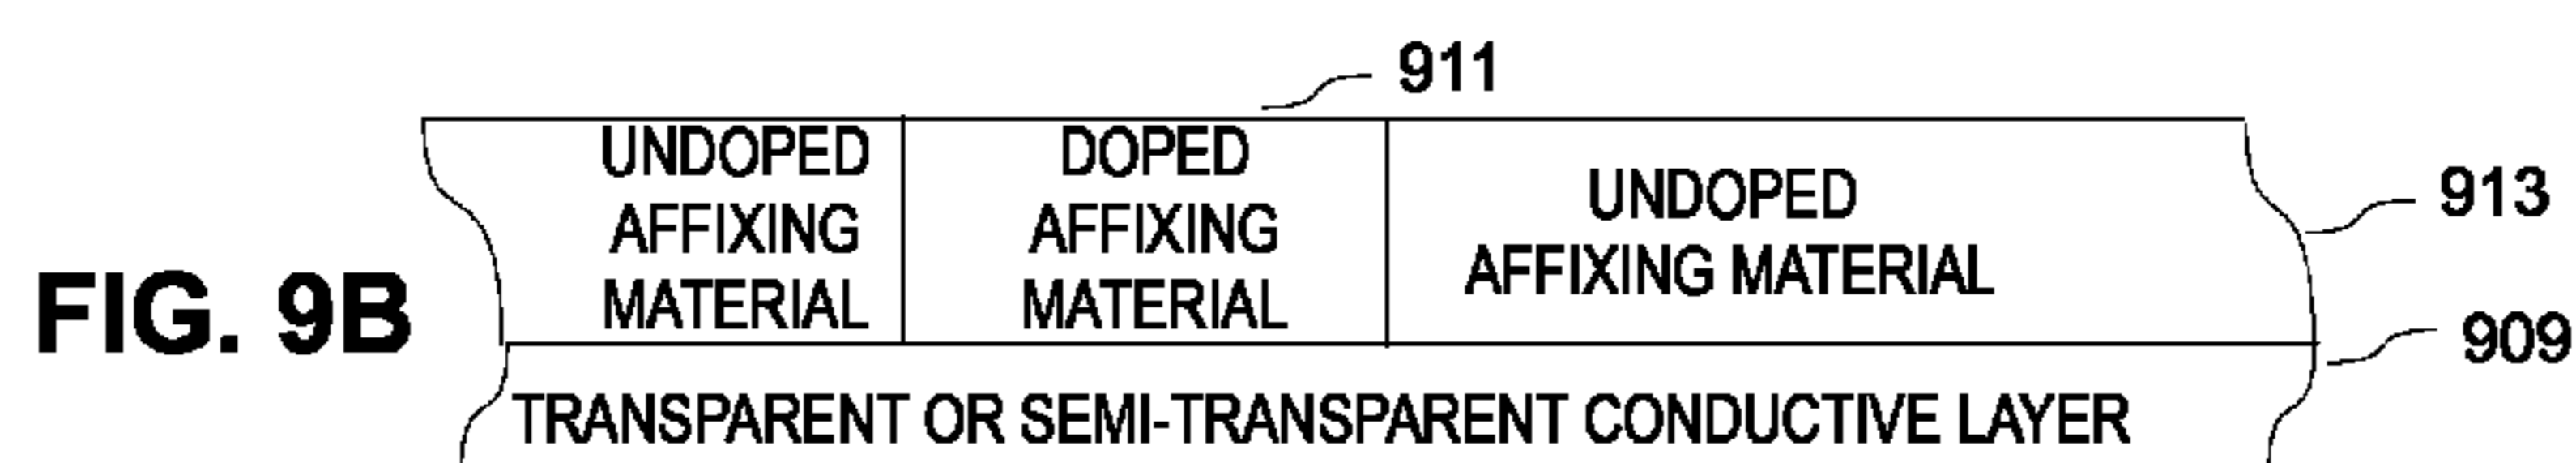 911
UNDOPED
AFFIXING
MATERIAL
DOPED
AFFIXING
MATERIAL
UNDOPED
AFFIXING MATERIAL
913
FIG. 9B
909
TRANSPARENT OR SEMI-TRANSPARENT CONDUCTIVE LAYER